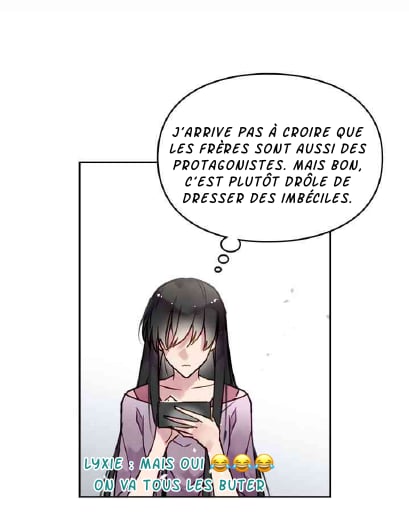 J'ARRIVE PAS À CROIRE QUE
LES FRÈRES SONT AUSSI DES
PROTAGONISTES. MAIS BON,
C'EST PLUTÔT DRÔLE DE
DRESSER DES IMBÉCILES.
LYXIE : MAIS OUI 😂😂😂
ON VA TOUS LES BUTER